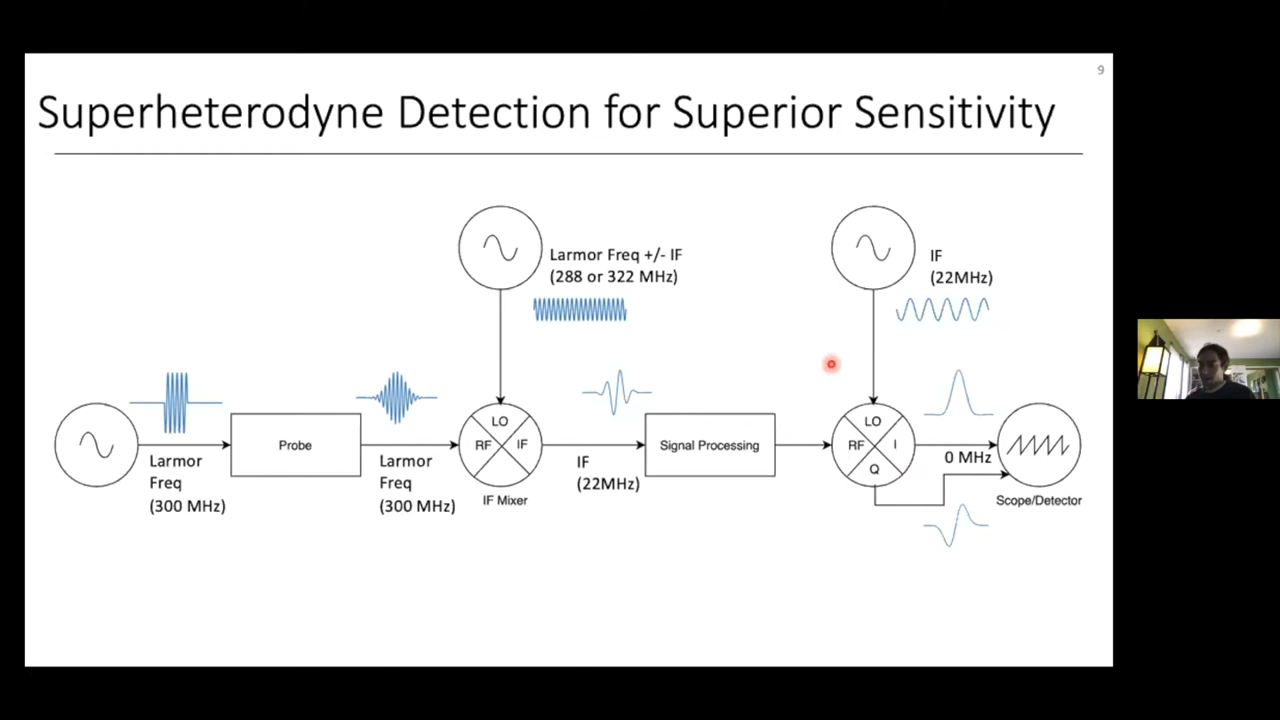 9
Superheterodyne Detection for Superior Sensitivity
Larmor Freq +/- IF
(288 or 322 MHz)
IF
(22MHz)
Larmor
Freq
(300 MHz)
Probe
Larmor
Freq
(300 MHz)
LO
RF IF
IF Mixer
IF
(22MHz)
Signal Processing
LO
RF I
Q
0 MHz
Scope/Detector